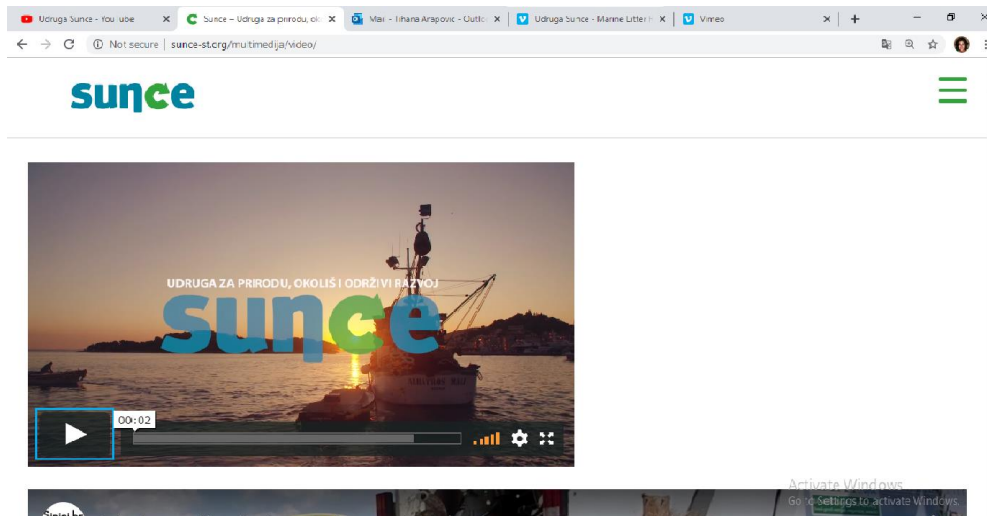 Udruga Sunce - YouTube
Sunce – Udruga za prirodu, ok
Mail - Tihana Arapovic - Outlo
Udruga Sunce - Marine Litter
Vimeo
Not secure | sunce-st.org/multimedija/video/
sunce
UDRUGA ZA PRIRODU, OKOLIŠ I ODRŽIVI RAZVOJ
sunce
00:02
Activate Windows
Go to Settings to activate Windows.